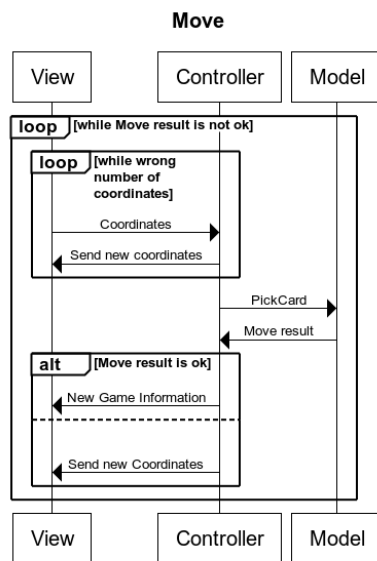 Move
View Controller Model
loop [while Move result is not ok]
loop [while wrong
number of
coordinates]
Coordinates
Send new coordinates
PickCard
Move result
alt [Move result is ok]
New Game Information
Send new Coordinates
View Controller Model